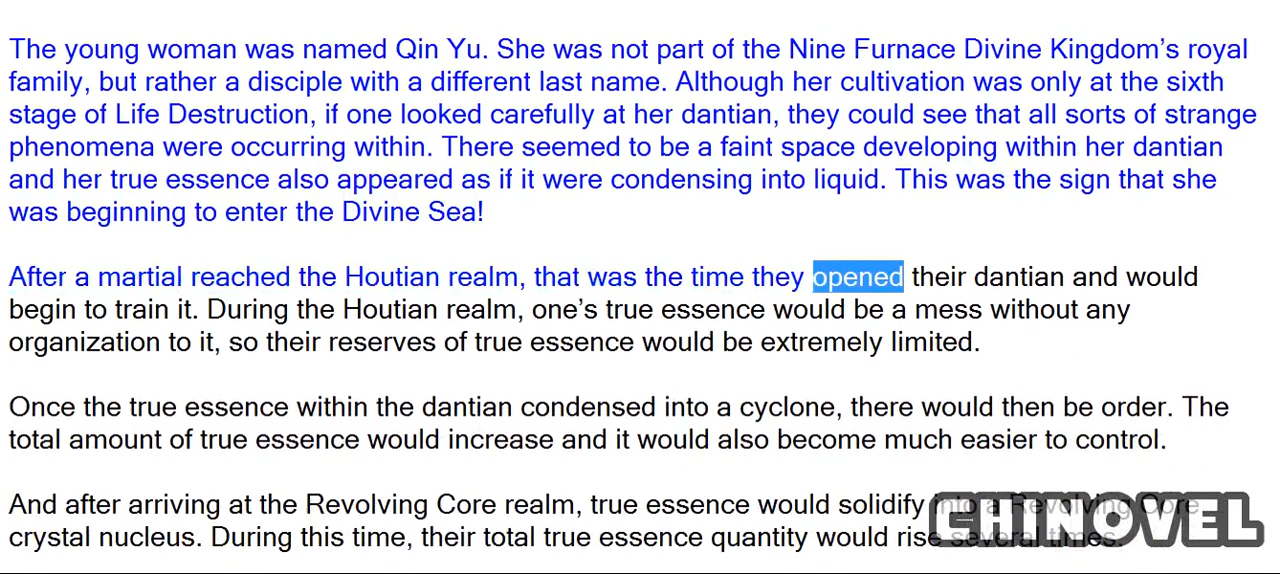 The young woman was named Qin Yu. She was not part of the Nine Furnace Divine Kingdom’s royal
family, but rather a disciple with a different last name. Although her cultivation was only at the sixth
stage of Life Destruction, if one looked carefully at her dantian, they could see that all sorts of strange
phenomena were occurring within. There seemed to be a faint space developing within her dantian
and her true essence also appeared as if it were condensing into liquid. This was the sign that she
was beginning to enter the Divine Sea!
After a martial reached the Houtian realm, that was the time they opened their dantian and would
begin to train it. During the Houtian realm, one’s true essence would be a mess without any
organization to it, so their reserves of true essence would be extremely limited.
Once the true essence within the dantian condensed into a cyclone, there would then be order. The
total amount of true essence would increase and it would also become much easier to control.
And after arriving at the Revolving Core realm, true essence would solidify into a Revolving Core
crystal nucleus. During this time, their total true essence quantity would rise several times.
CHINOVEL